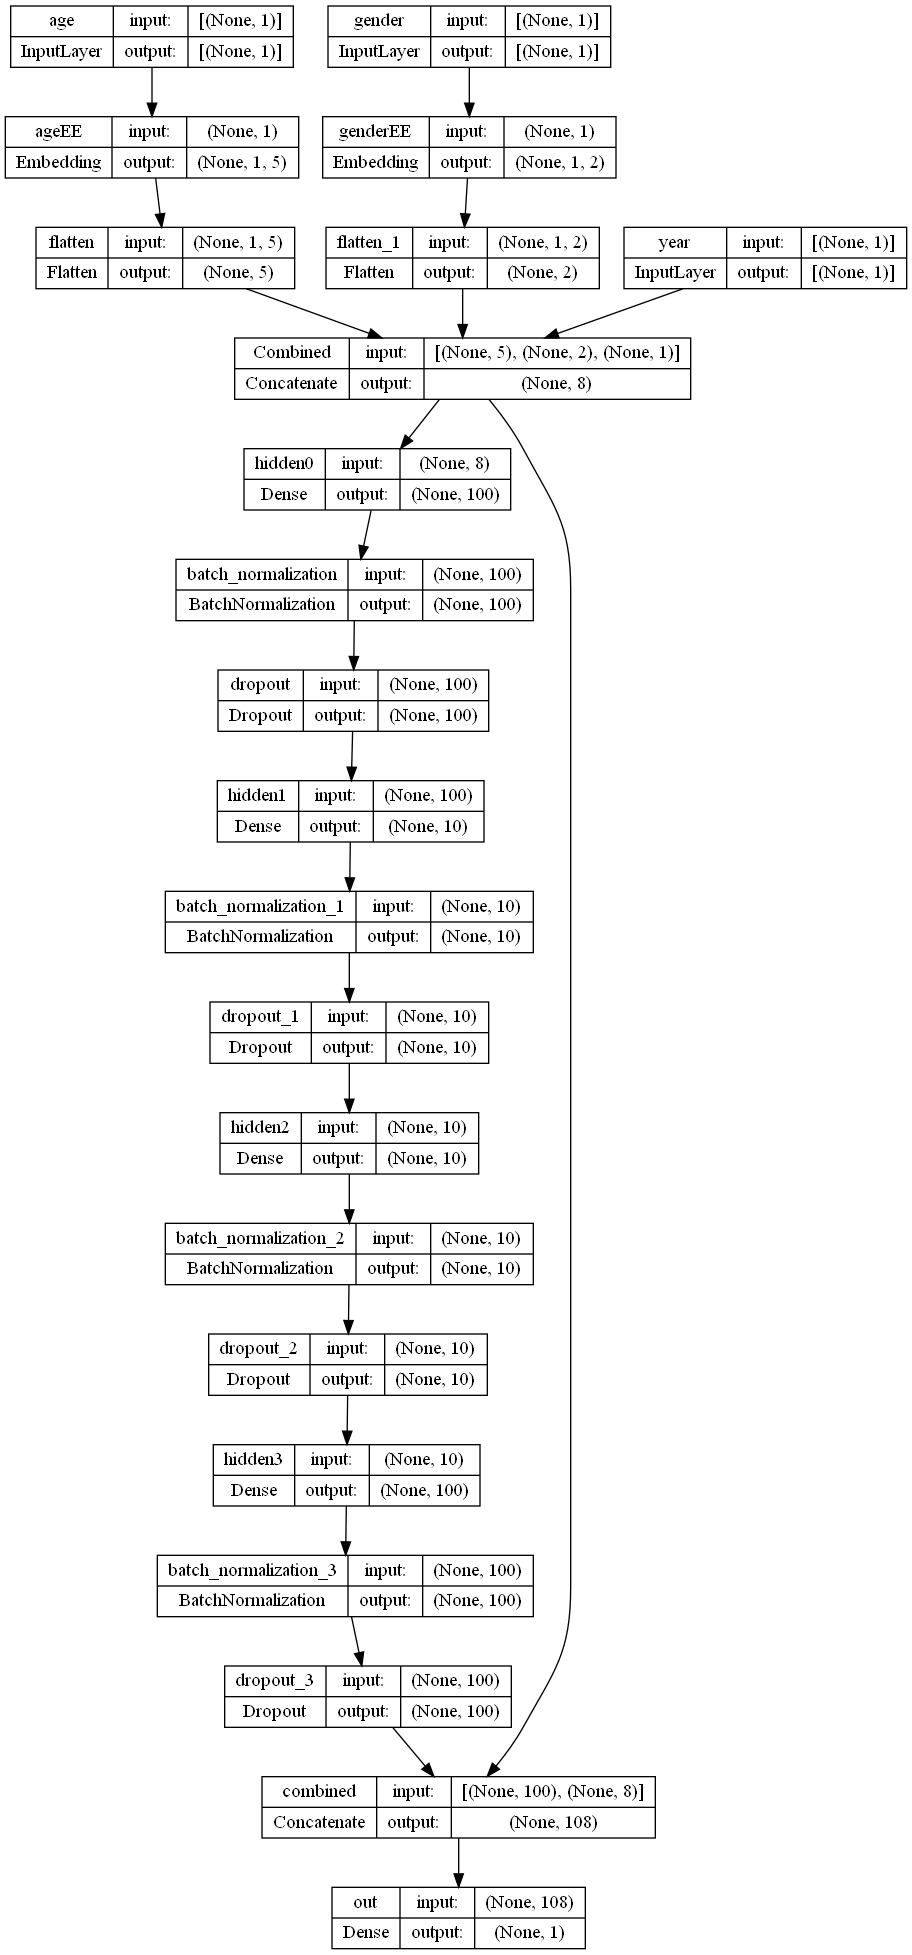 age input: [(None, 1)]
InputLayer output: [(None, 1)]
gender input: [(None, 1)]
InputLayer output: [(None, 1)]
ageEE input: (None, 1)
Embedding output: (None, 1, 5)
genderEE input: (None, 1)
Embedding output: (None, 1, 2)
flatten input: (None, 1, 5)
Flatten output: (None, 5)
flatten_1 input: (None, 1, 2)
Flatten output: (None, 2)
year input: [(None, 1)]
InputLayer output: [(None, 1)]
Combined input: [(None, 5), (None, 2), (None, 1)]
Concatenate output: (None, 8)
hidden0 input: (None, 8)
Dense output: (None, 100)
batch_normalization input: (None, 100)
BatchNormalization output: (None, 100)
dropout input: (None, 100)
Dropout output: (None, 100)
hidden1 input: (None, 100)
Dense output: (None, 10)
batch_normalization_1 input: (None, 10)
BatchNormalization output: (None, 10)
dropout_1 input: (None, 10)
Dropout output: (None, 10)
hidden2 input: (None, 10)
Dense output: (None, 10)
batch_normalization_2 input: (None, 10)
BatchNormalization output: (None, 10)
dropout_2 input: (None, 10)
Dropout output: (None, 10)
hidden3 input: (None, 10)
Dense output: (None, 100)
batch_normalization_3 input: (None, 100)
BatchNormalization output: (None, 100)
dropout_3 input: (None, 100)
Dropout output: (None, 100)
combined input: [(None, 100), (None, 8)]
Concatenate output: (None, 108)
out input: (None, 108)
Dense output: (None, 1)